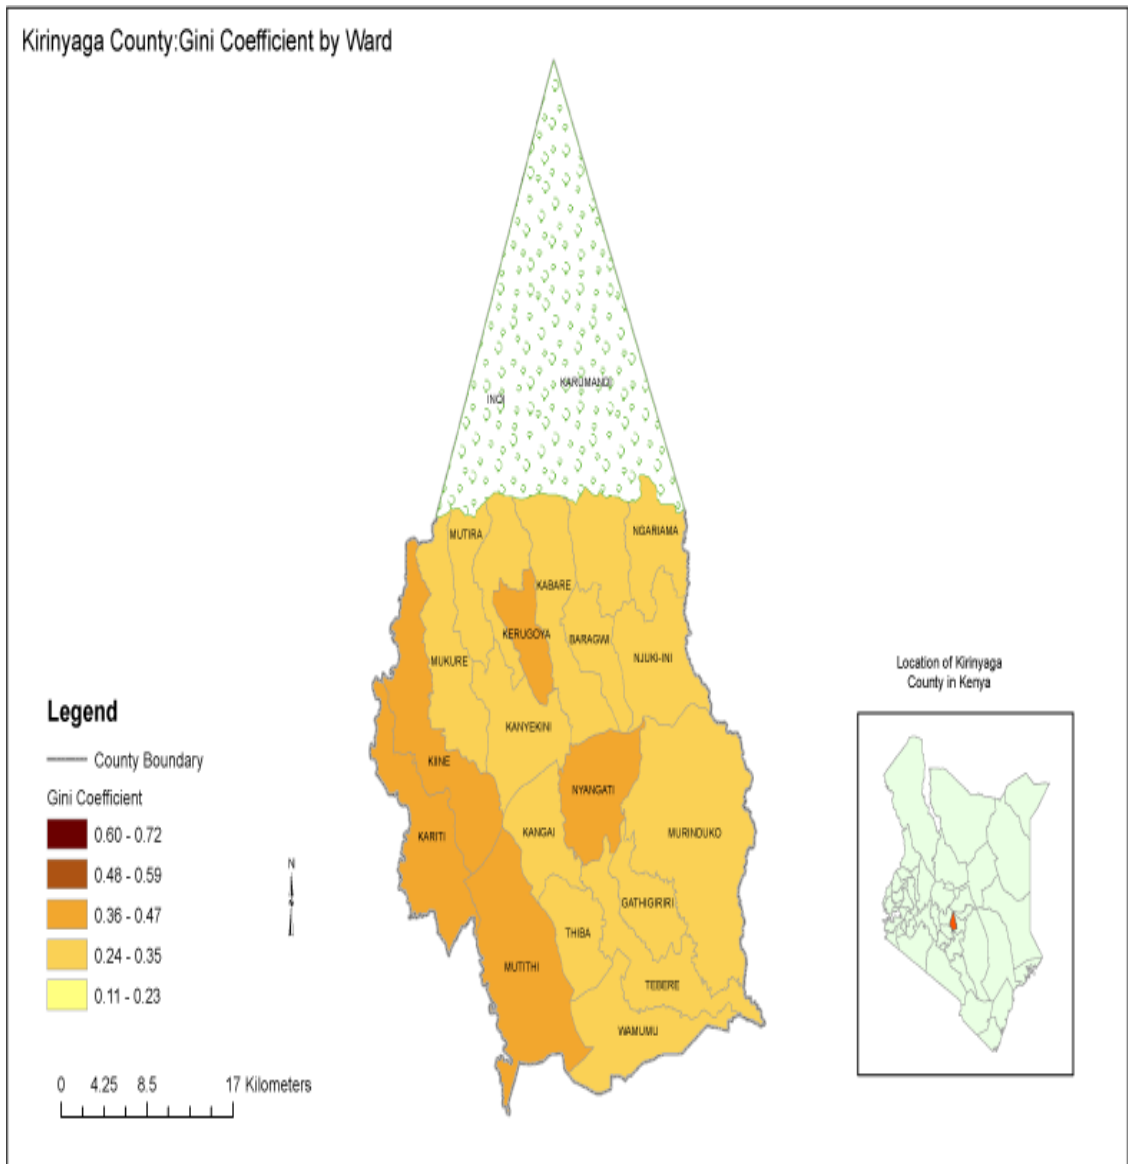 Kirinyaga County:Gini Coefficient by Ward
KARUMANDI
INOI
NGARIAMA
MUTIRA
KABARE
KERUGOYA
BARAGWI
MUKURE
NJUKI-INI
KANYEKINI
KIINE
NYANGATI
KARITI
KANGAI
MURINDUKO
GATHIGIRIRI
THIBA
MUTITHI
TEBERE
WAMUMU
Legend
County Boundary
Gini Coefficient
0.60 - 0.72
0.48 - 0.59
0.36 - 0.47
0.24 - 0.35
0.11 - 0.23
N
0 4.25 8.5 17 Kilometers
Location of Kirinyaga
County in Kenya